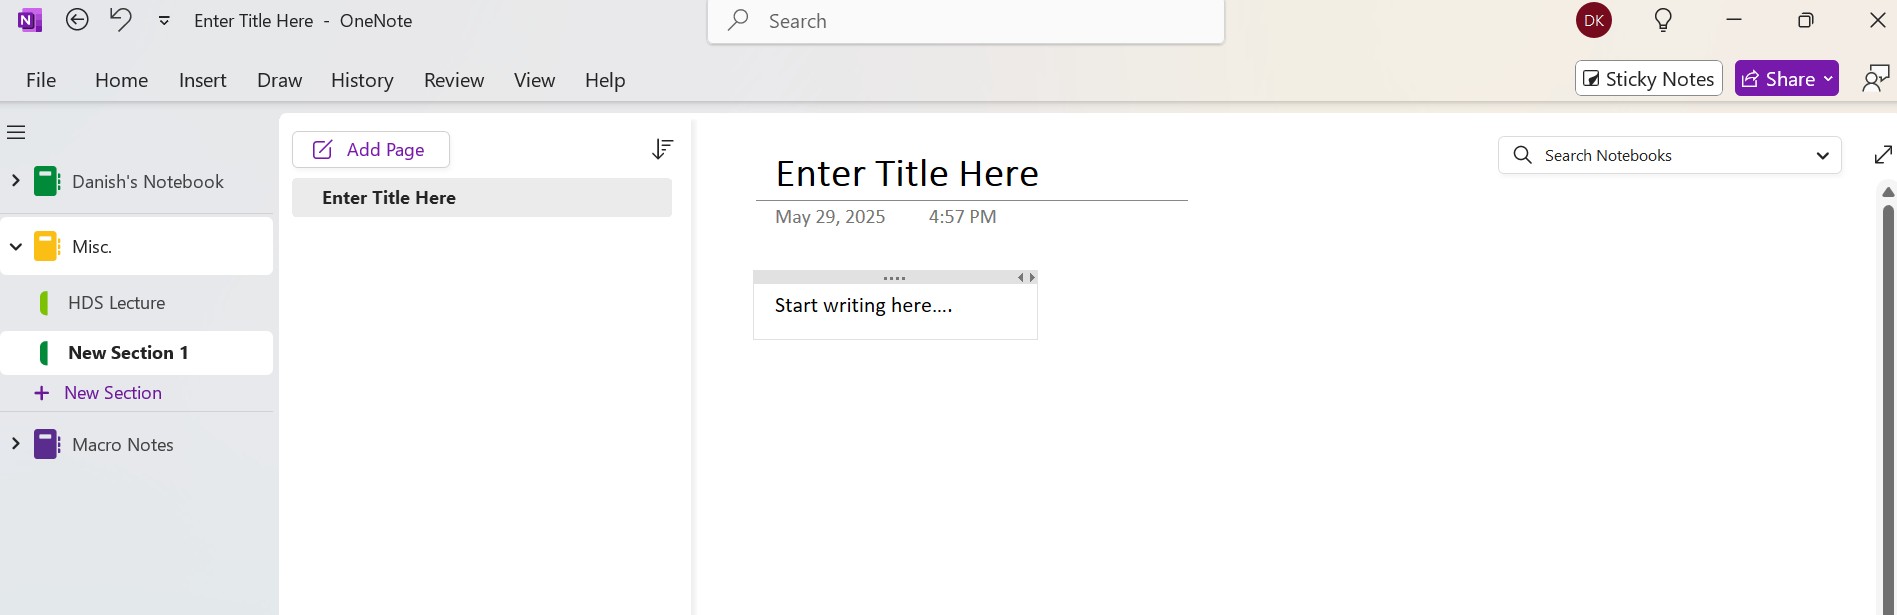 N Enter Title Here - OneNote Search DK
File Home Insert Draw History Review View Help Sticky Notes Share
Danish's Notebook
Misc.
HDS Lecture
New Section 1
New Section
Macro Notes
Add Page
Enter Title Here
Enter Title Here
May 29, 2025 4:57 PM
Start writing here....
Search Notebooks